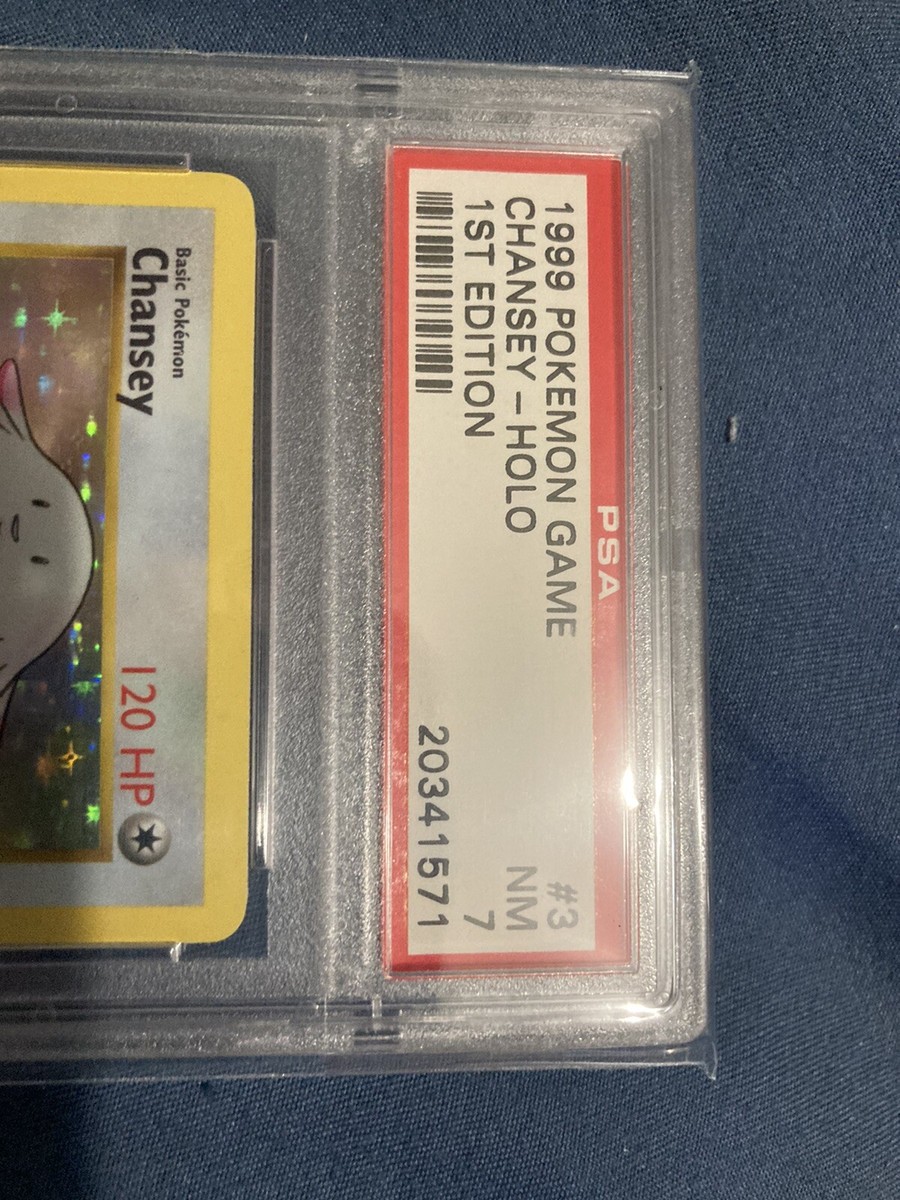 PSA
1999 POKEMON GAME #3
CHANSEY - HOLO NM
1ST EDITION 7
20341571
Basic Pokémon
Chansey 120 HP